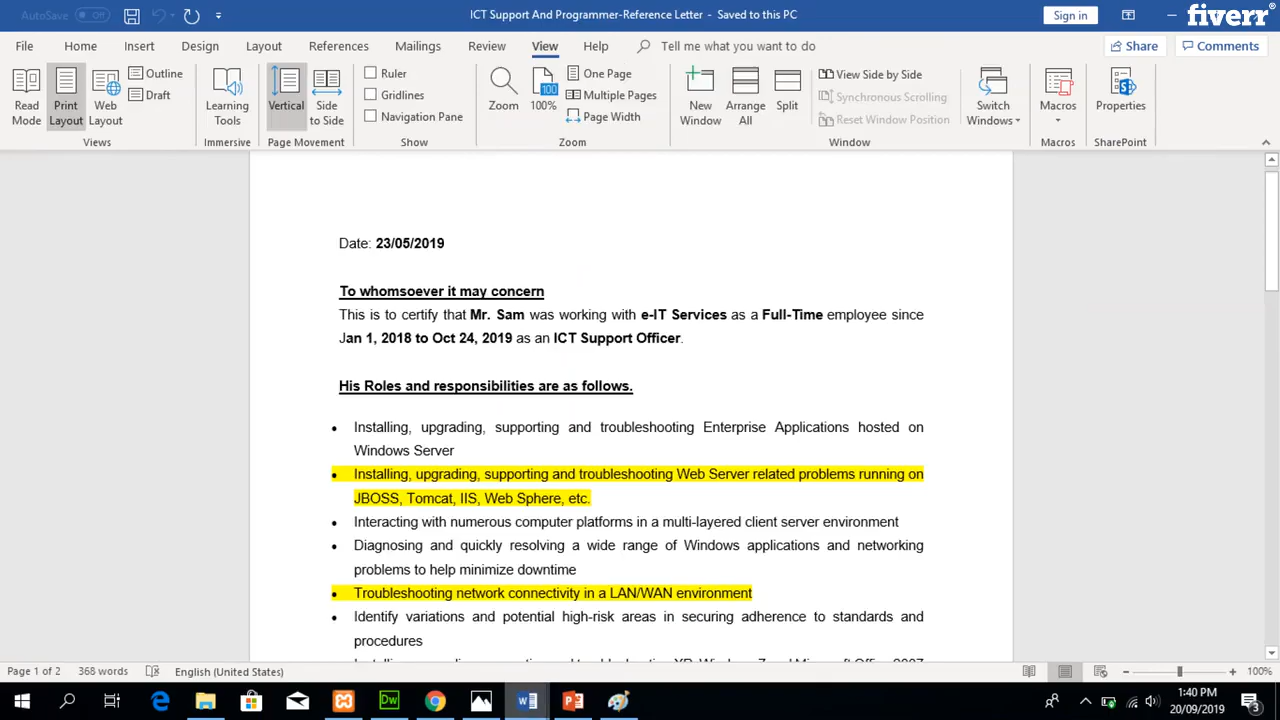 AutoSave Off ICT Support And Programmer-Reference Letter - Saved to this PC Sign in fiverr®
File Home Insert Design Layout References Mailings Review View Help Tell me what you want to do Share Comments
Read Mode
Print Layout
Web Layout
Outline
Draft
Views
Learning Tools
Immersive
Vertical
Side to Side
Page Movement
Ruler
Gridlines
Navigation Pane
Show
Zoom
100
100%
One Page
Multiple Pages
Page Width
Zoom
New Window
Arrange All
Split
View Side by Side
Synchronous Scrolling
Reset Window Position
Switch Windows
Window
Macros
Macros
Properties
SharePoint
Date: 23/05/2019
To whomsoever it may concern
This is to certify that Mr. Sam was working with e-IT Services as a Full-Time employee since
Jan 1, 2018 to Oct 24, 2019 as an ICT Support Officer.
His Roles and responsibilities are as follows.
• Installing, upgrading, supporting and troubleshooting Enterprise Applications hosted on
Windows Server
• Installing, upgrading, supporting and troubleshooting Web Server related problems running on
JBOSS, Tomcat, IIS, Web Sphere, etc.
• Interacting with numerous computer platforms in a multi-layered client server environment
• Diagnosing and quickly resolving a wide range of Windows applications and networking
problems to help minimize downtime
• Troubleshooting network connectivity in a LAN/WAN environment
• Identify variations and potential high-risk areas in securing adherence to standards and
procedures
Page 1 of 2 368 words English (United States) 100%
Dw
1:40 PM
20/09/2019
3